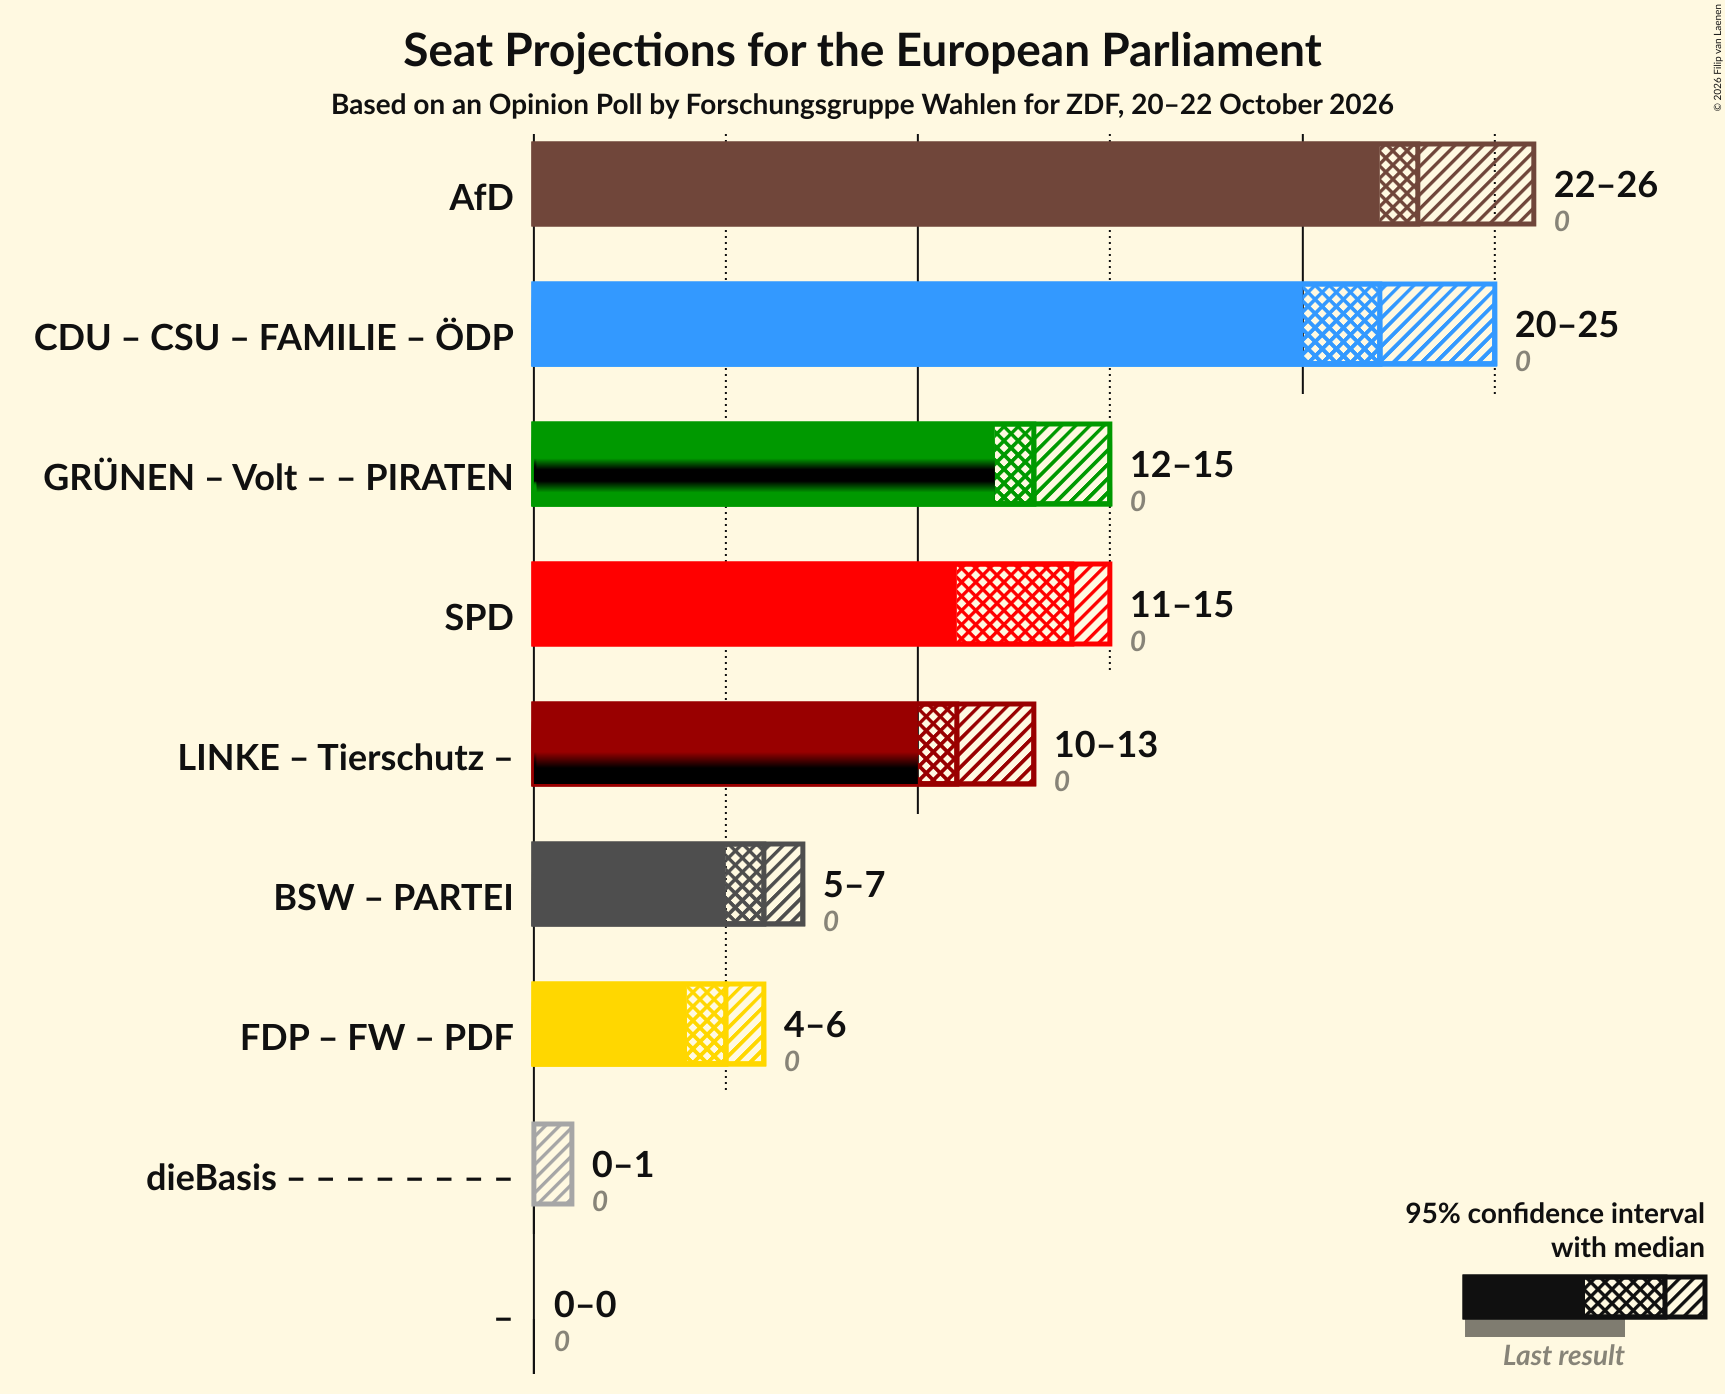 Seat Projections for the European Parliament
Based on an Opinion Poll by Forschungsgruppe Wahlen for ZDF, 20–22 October 2026
© 2026 Filip van Laenen
AfD
22–26
0
CDU – CSU – FAMILIE – ÖDP
20–25
0
GRÜNEN – Volt – – PIRATEN
12–15
0
SPD
11–15
0
LINKE – Tierschutz –
10–13
0
BSW – PARTEI
5–7
0
FDP – FW – PDF
4–6
0
dieBasis – – – – – – – –
0–1
0
–
0–0
0
95% confidence interval
with median
Last result